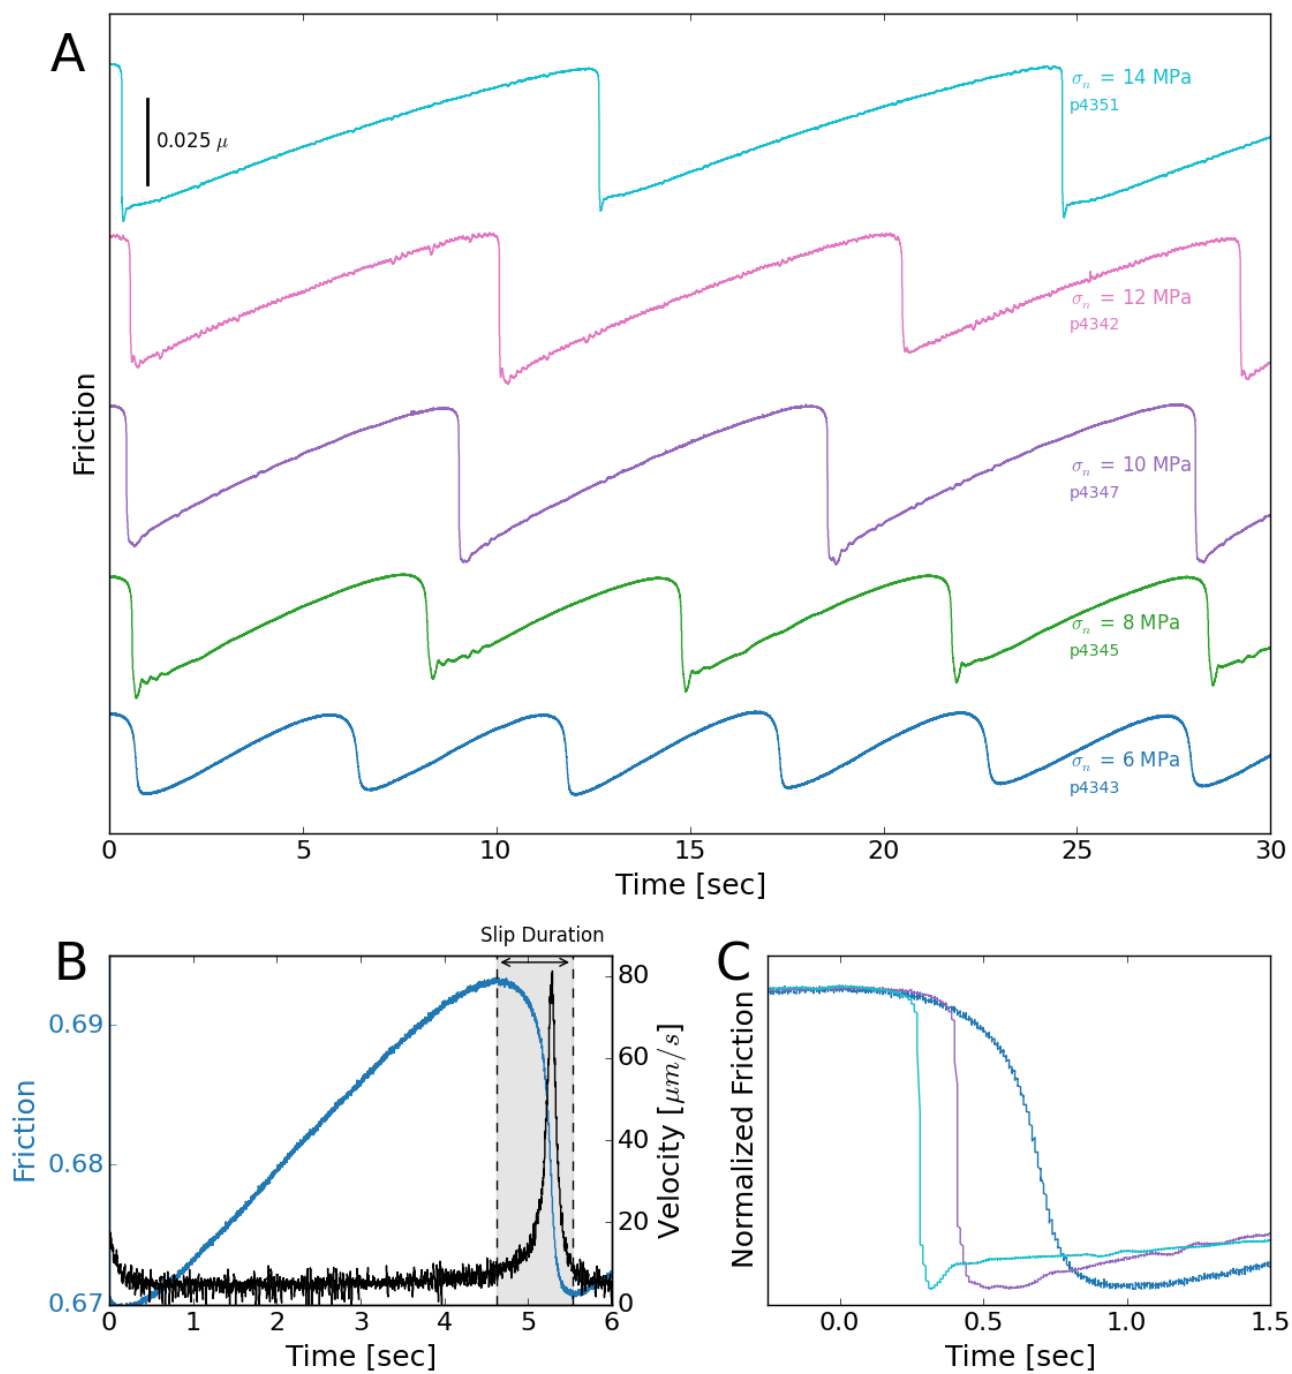 A
σn = 14 MPa
p4351
0.025 μ
σn = 12 MPa
p4342
Friction
σn = 10 MPa
p4347
σn = 8 MPa
p4345
σn = 6 MPa
p4343
0 5 10 15 20 25 30
Time [sec]
B
Slip Duration
80
0.69
60
Friction
Velocity [μm/s]
40
0.68
20
0.67
0
0 1 2 3 4 5 6
Time [sec]
C
Normalized Friction
0.0 0.5 1.0 1.5
Time [sec]